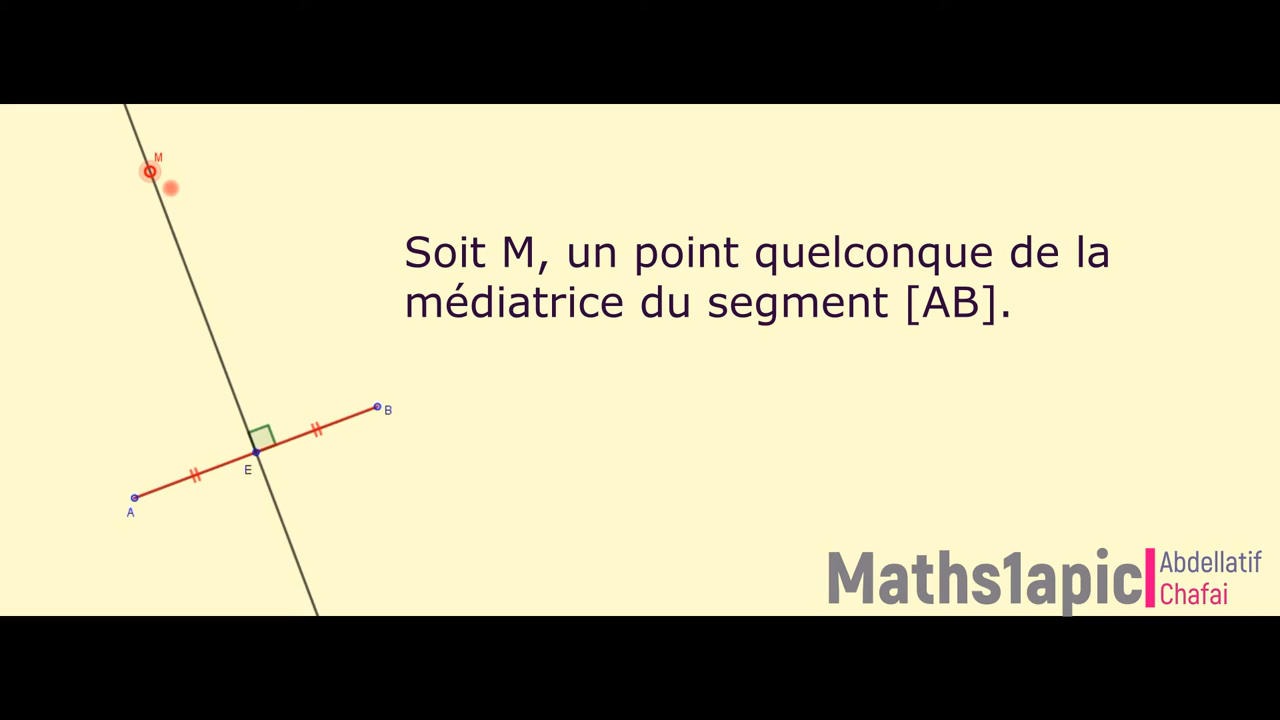 M
Soit M, un point quelconque de la
médiatrice du segment [AB].
B
E
A
Maths1apic
Abdellatif
Chafai